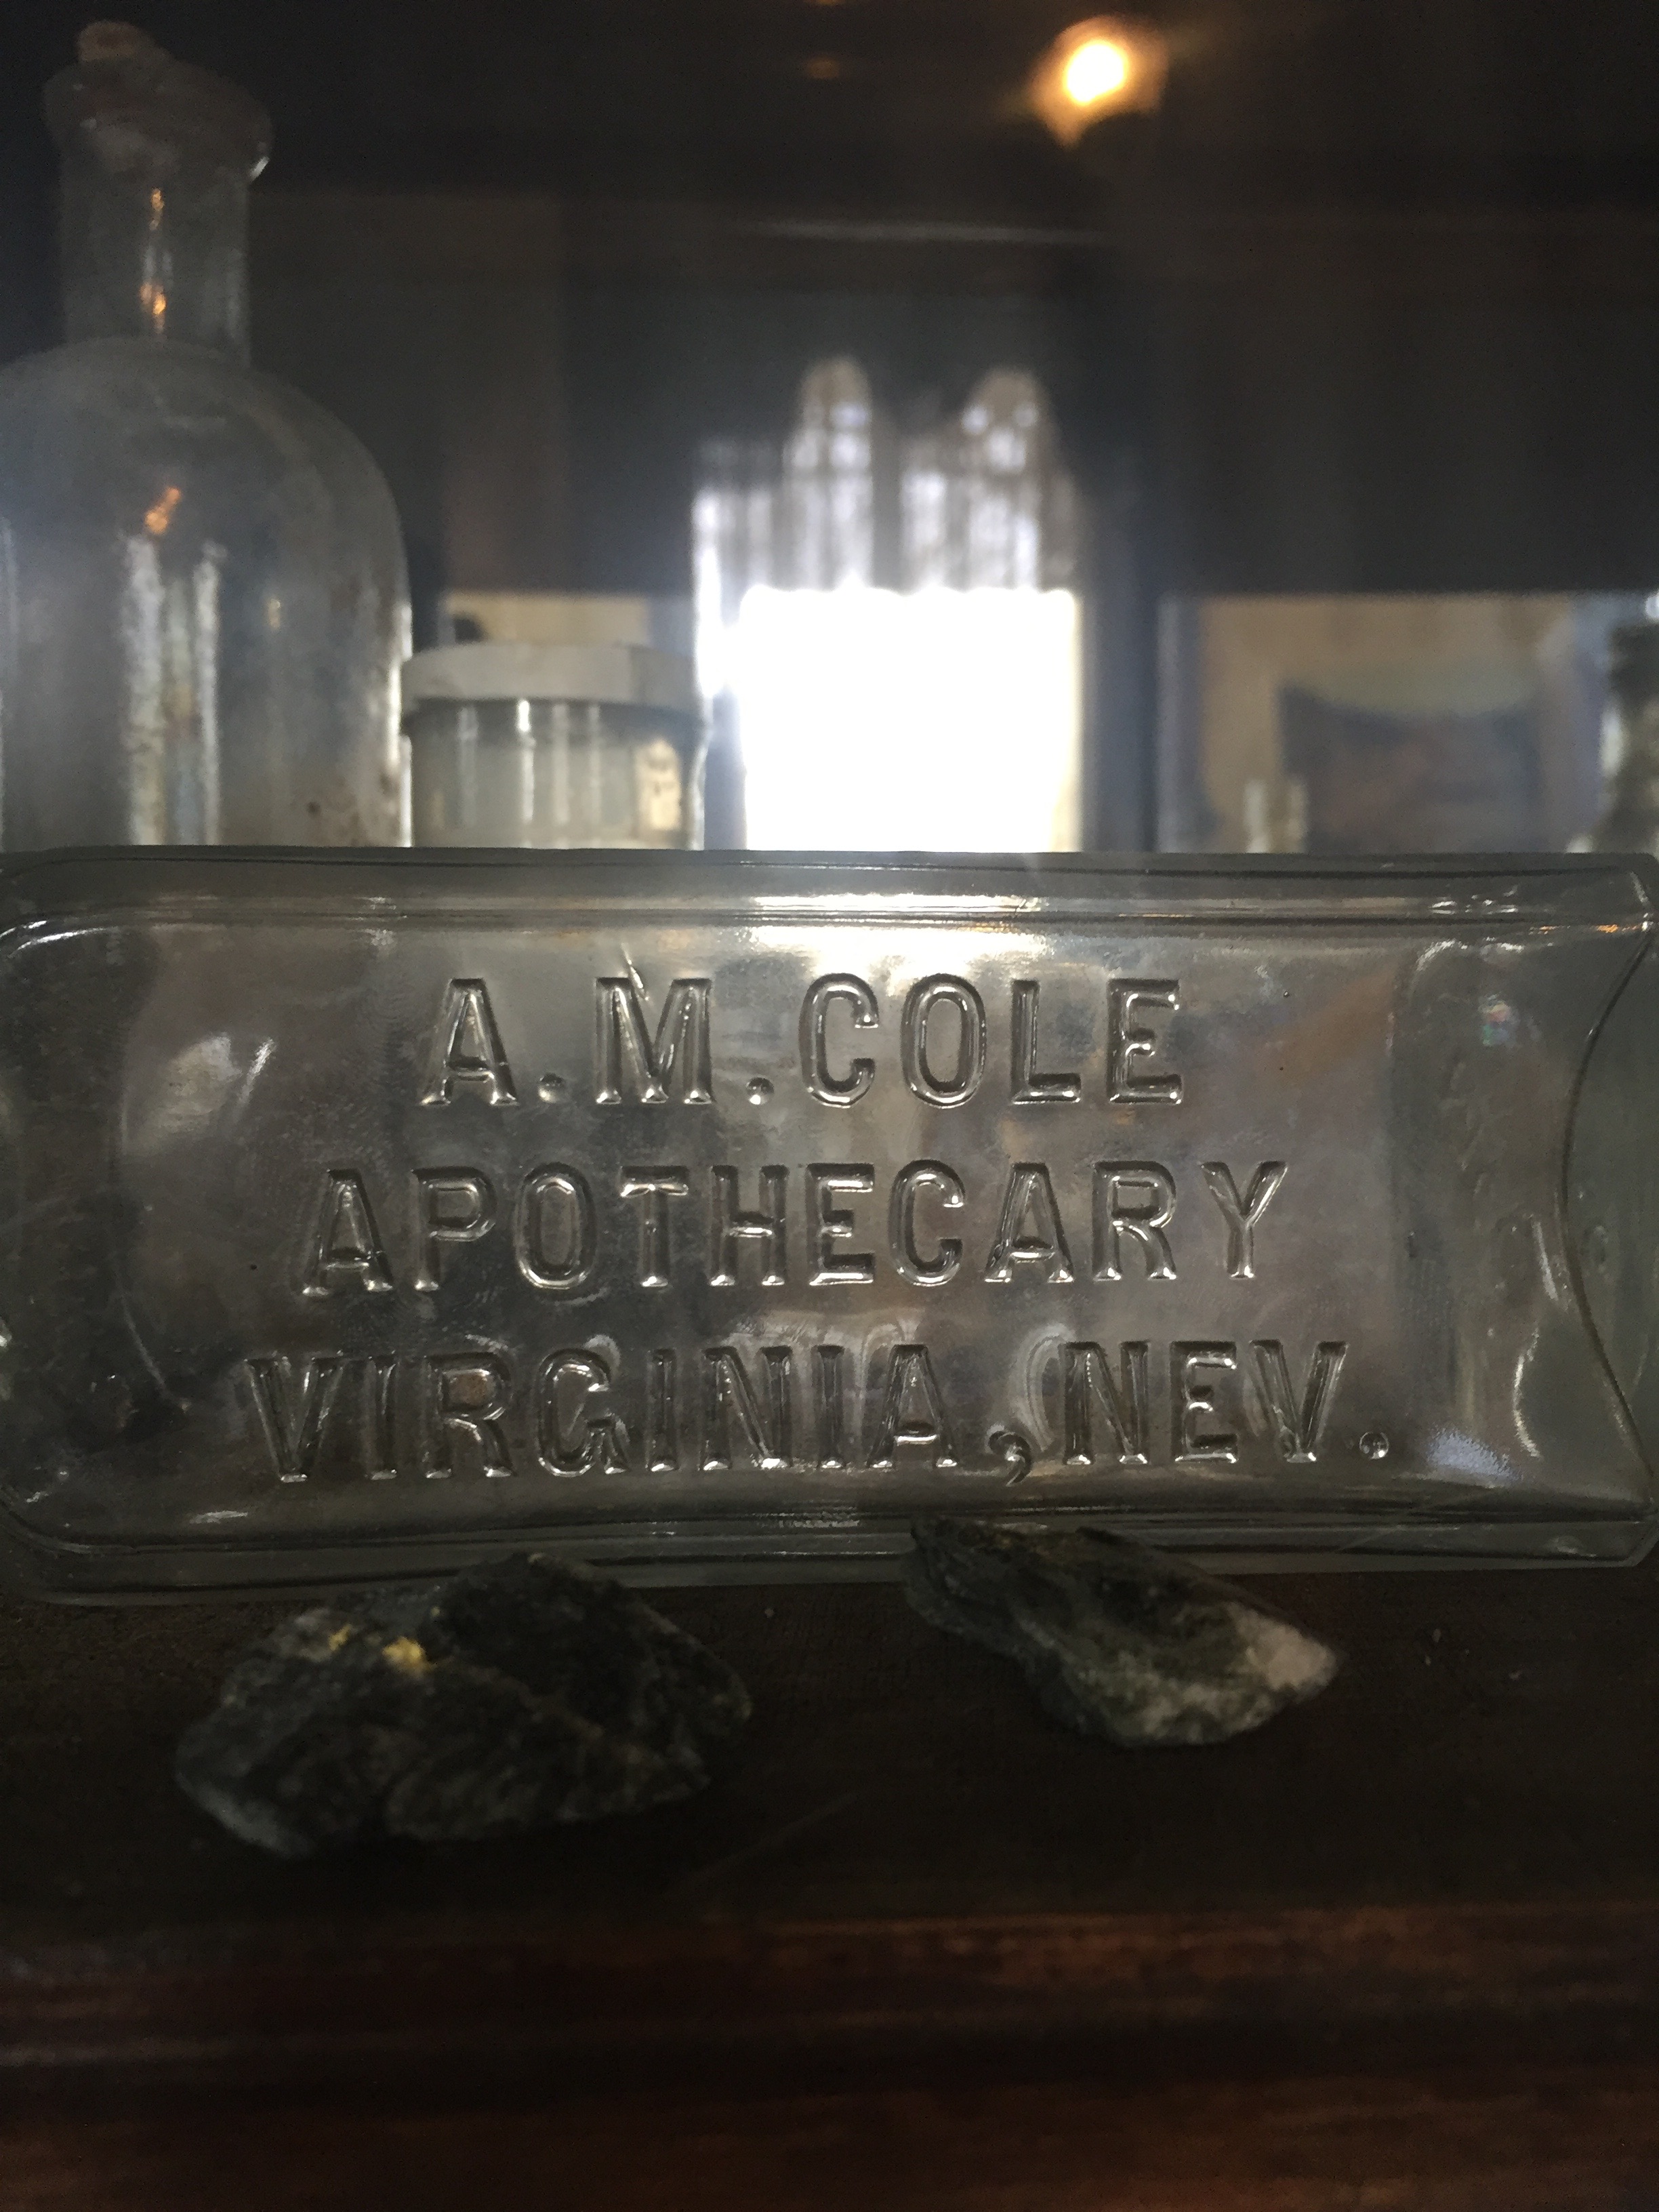 A.M.COLE
APOTHECARY
VIRGINIA, NEV.